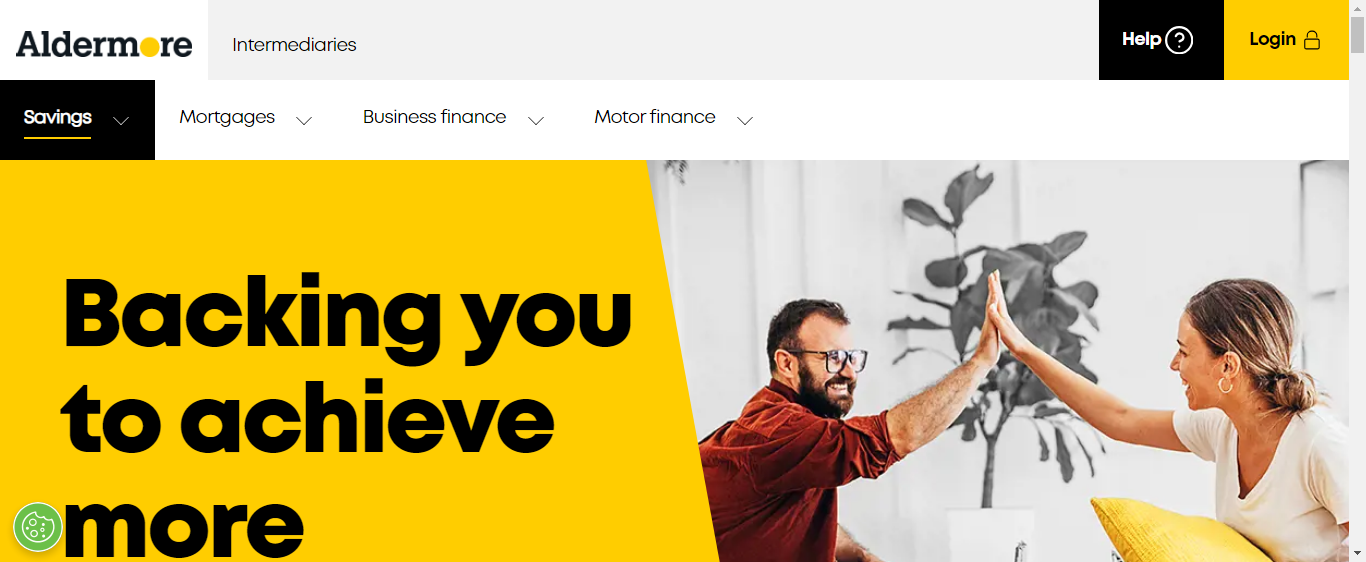 Aldermore
Intermediaries
Help ?
Login
Savings
Mortgages
Business finance
Motor finance
Backing you
to achieve
more